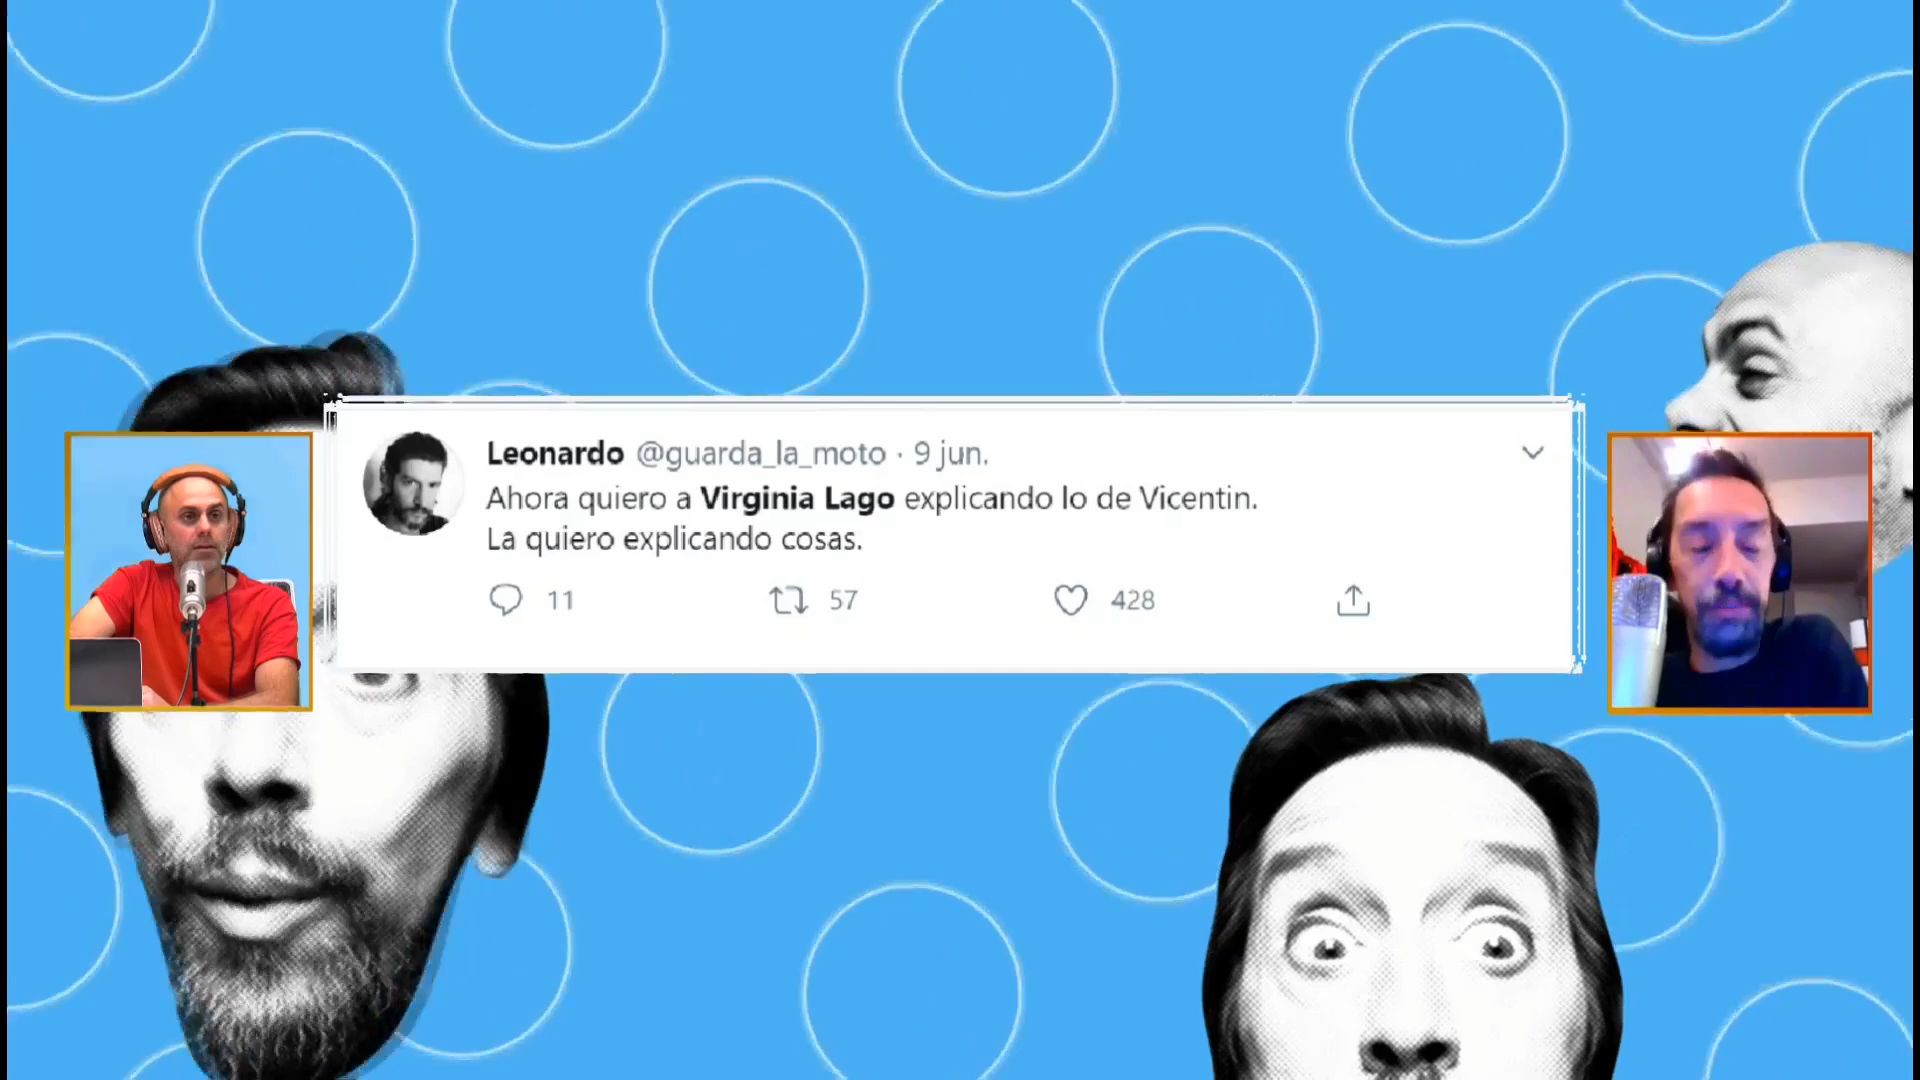 Leonardo @guarda_la_moto · 9 jun.
Ahora quiero a Virginia Lago explicando lo de Vicentin.
La quiero explicando cosas.
11 57 428